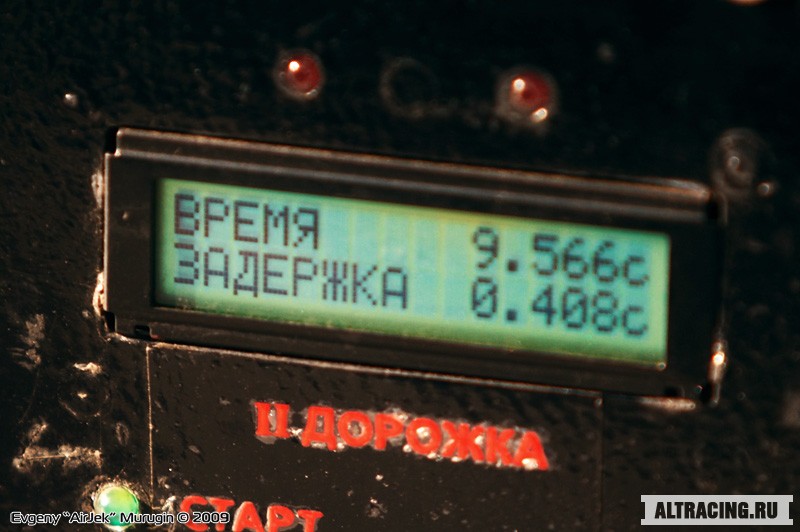 ВРЕМЯ 9.566с
ЗАДЕРЖКА 0.408с
II ДОРОЖКА
СТАРТ
Evgeny "AirJek" Murugin © 2009
ALTRACING.RU